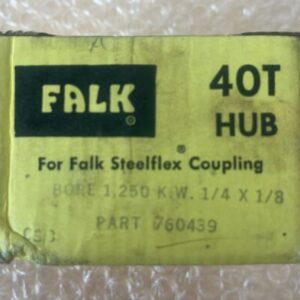 A
FALK®
40T
HUB
For Falk Steelflex® Coupling
BORE 1.250 K.W. 1/4 X 1/8
PART 760439